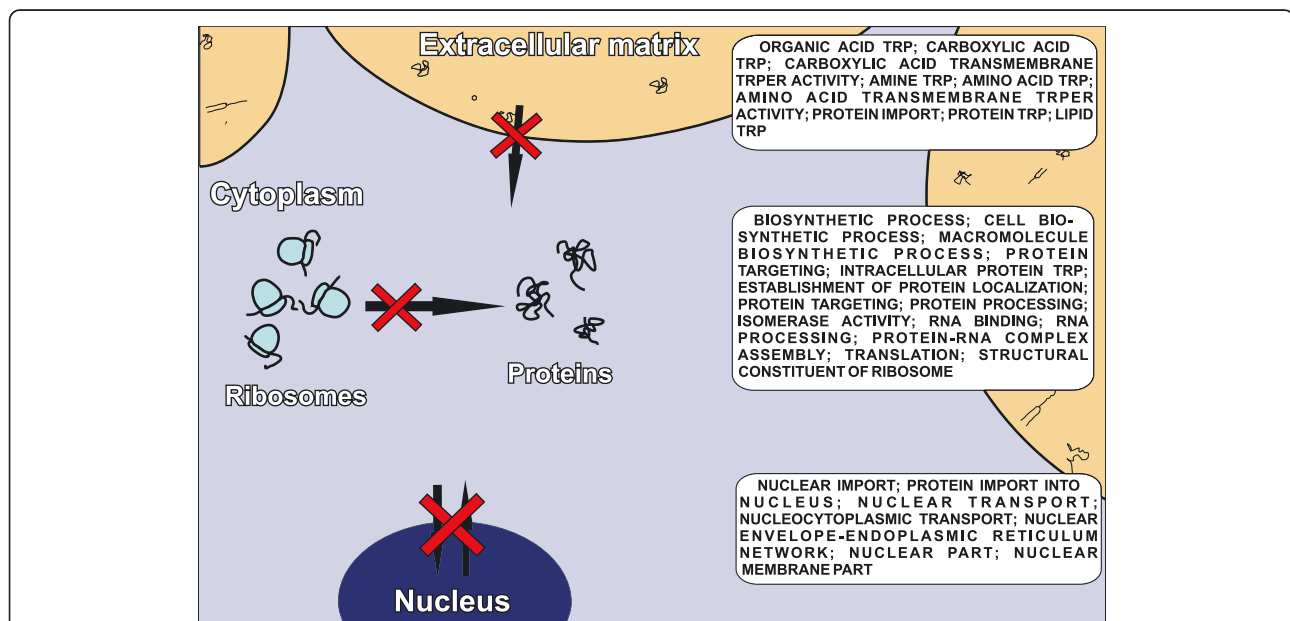 Extracellular matrix
ORGANIC ACID TRP; CARBOXYLIC ACID
TRP; CARBOXYLIC ACID TRANSMEMBRANE
TRPER ACTIVITY; AMINE TRP; AMINO ACID TRP;
AMINO ACID TRANSMEMBRANE TRPER
ACTIVITY; PROTEIN IMPORT; PROTEIN TRP; LIPID
TRP
Cytoplasm
BIOSYNTHETIC PROCESS; CELL BIO-
SYNTHETIC PROCESS; MACROMOLECULE
BIOSYNTHETIC PROCESS; PROTEIN
TARGETING; INTRACELLULAR PROTEIN TRP;
ESTABLISHMENT OF PROTEIN LOCALIZATION;
PROTEIN TARGETING; PROTEIN PROCESSING;
ISOMERASE ACTIVITY; RNA BINDING; RNA
PROCESSING; PROTEIN-RNA COMPLEX
ASSEMBLY; TRANSLATION; STRUCTURAL
CONSTITUENT OF RIBOSOME
Ribosomes
Proteins
NUCLEAR IMPORT; PROTEIN IMPORT INTO
NUCLEUS; NUCLEAR TRANSPORT;
NUCLEOCYTOPLASMIC TRANSPORT; NUCLEAR
ENVELOPE-ENDOPLASMIC RETICULUM
NETWORK; NUCLEAR PART; NUCLEAR
MEMBRANE PART
Nucleus